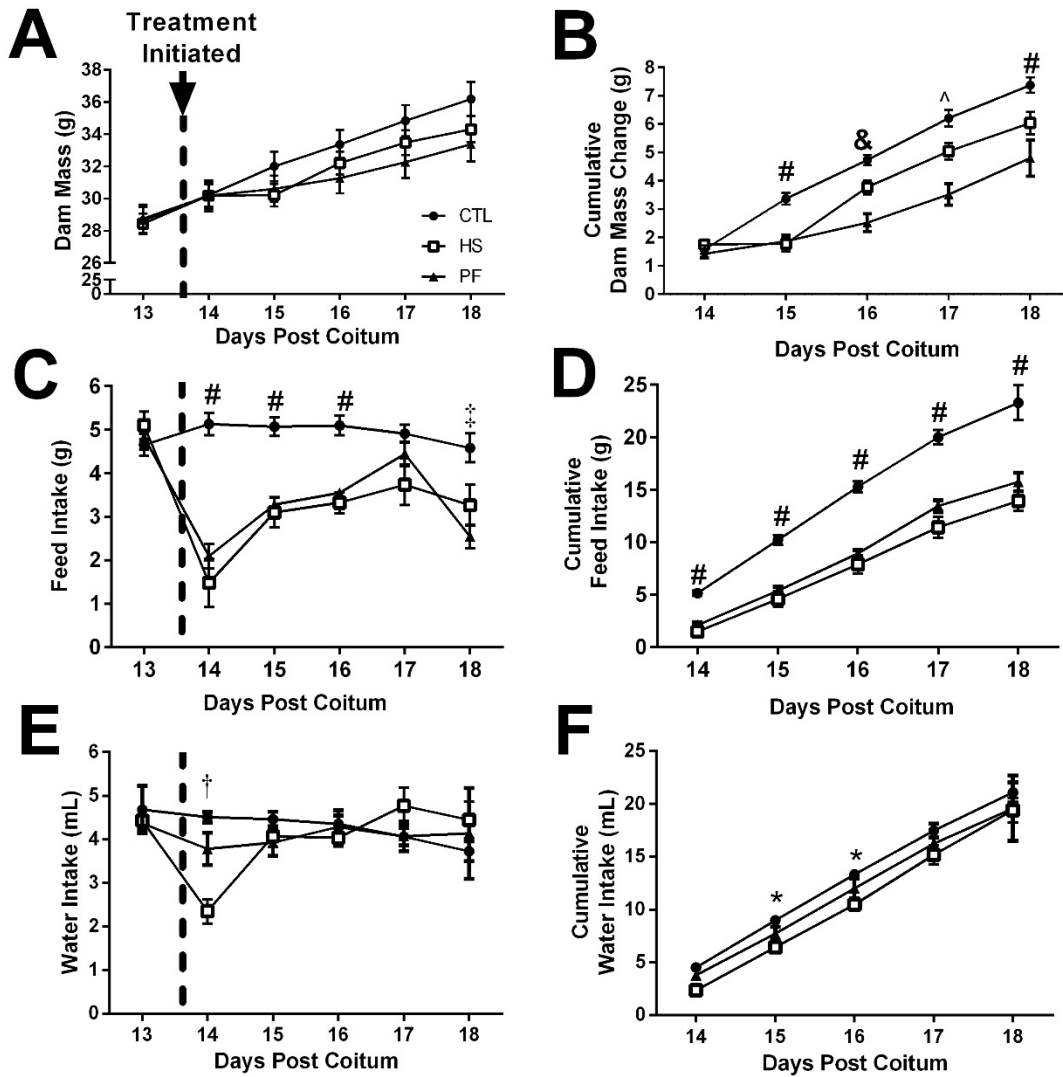 A
Treatment
Initiated
Dam Mass (g)
38
36
34
32
30
28
26
25
0
CTL
HS
PF
13 14 15 16 17 18
Days Post Coitum
B
Cumulative
Dam Mass Change (g)
8
7
6
5
4
3
2
1
0
#
&
^
#
14 15 16 17 18
Days Post Coitum
C
Feed Intake (g)
6
5
4
3
2
1
0
# # # ‡
13 14 15 16 17 18
Days Post Coitum
D
Cumulative
Feed Intake (g)
25
20
15
10
5
0
# # # # #
14 15 16 17 18
Days Post Coitum
E
Water Intake (mL)
6
5
4
3
2
1
0
†
13 14 15 16 17 18
Days Post Coitum
F
Cumulative
Water Intake (mL)
25
20
15
10
5
0
* *
14 15 16 17 18
Days Post Coitum